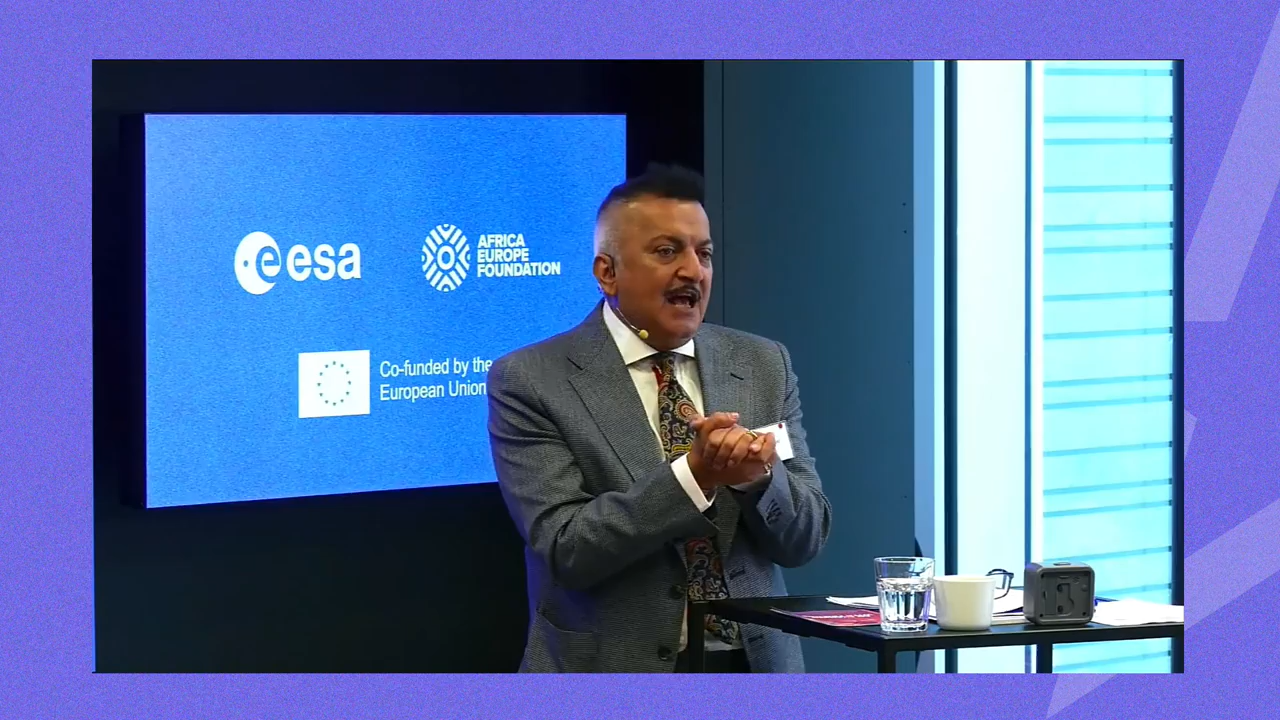 esa
AFRICA
EUROPE
FOUNDATION
Co-funded by the
European Union